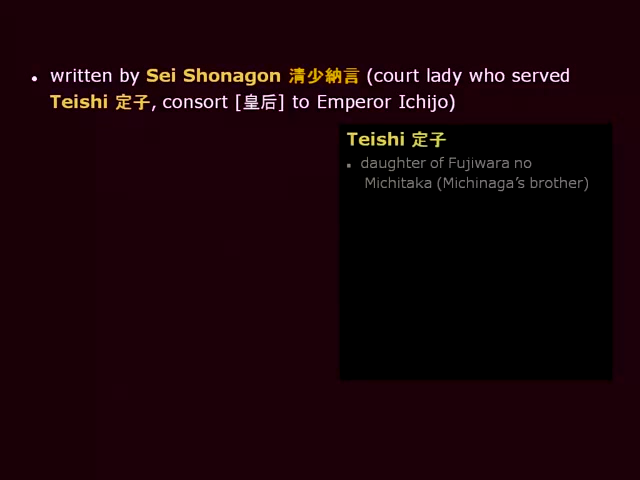 • written by Sei Shonagon 清少納言 (court lady who served
Teishi 定子, consort [皇后] to Emperor Ichijo)
Teishi 定子
▪ daughter of Fujiwara no
Michitaka (Michinaga’s brother)